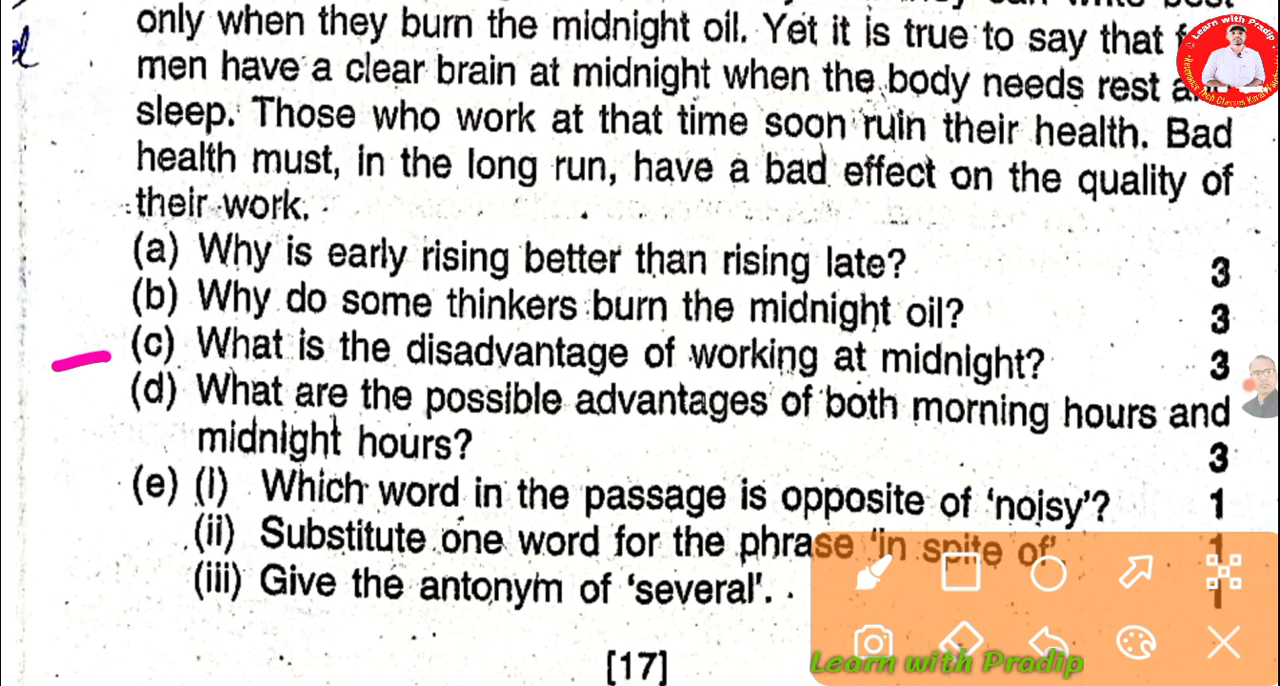 only when they burn the midnight oil. Yet it is true to say that
men have a clear brain at midnight when the body needs rest
sleep. Those who work at that time soon ruin their health. Bad
health must, in the long run, have a bad effect on the quality of
their work.
(a) Why is early rising better than rising late? 3
(b) Why do some thinkers burn the midnight oil? 3
(c) What is the disadvantage of working at midnight? 3
(d) What are the possible advantages of both morning hours and
midnight hours? 3
(e) (i) Which word in the passage is opposite of 'noisy'? 1
(ii) Substitute one word for the phrase 'in spite of'. 1
(iii) Give the antonym of 'several'. 1
[17]
Learn with Pradip
Learn with Pradip